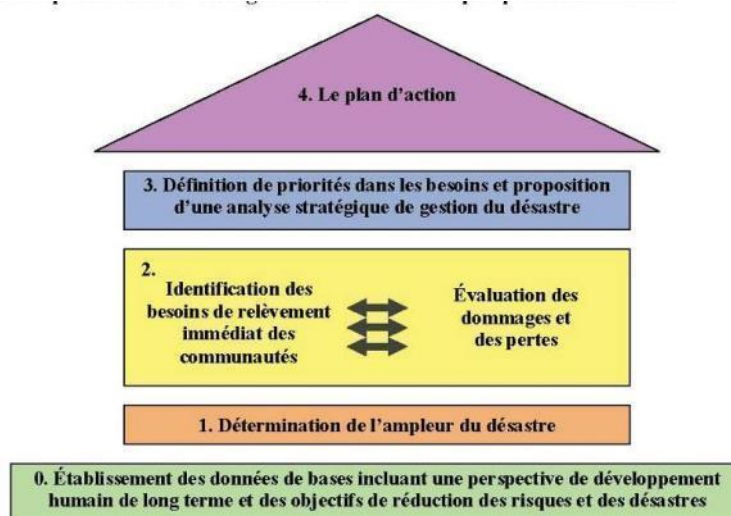 4. Le plan d'action
3. Définition de priorités dans les besoins et proposition
d'une analyse stratégique de gestion du désastre
2.
Identification des
besoins de relèvement
immédiat des
communautés
Évaluation des
dommages et
des pertes
1. Détermination de l'ampleur du désastre
0. Établissement des données de bases incluant une perspective de développement
humain de long terme et des objectifs de réduction des risques et des désastres